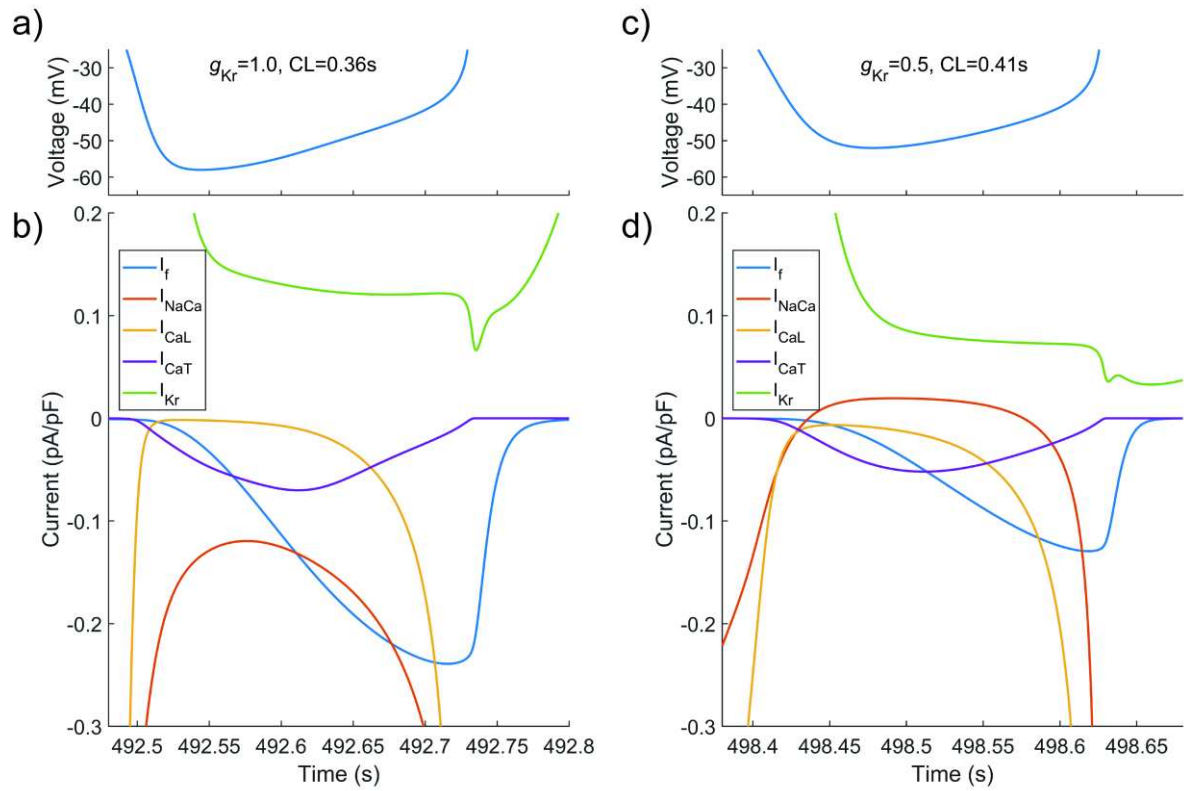 a)
g_Kr=1.0, CL=0.36s
Voltage (mV)
-30
-40
-50
-60
b)
0.2
0.1
0
-0.1
-0.2
-0.3
Current (pA/pF)
I_f
I_NaCa
I_CaL
I_CaT
I_Kr
492.5 492.55 492.6 492.65 492.7 492.75 492.8
Time (s)
c)
g_Kr=0.5, CL=0.41s
Voltage (mV)
-30
-40
-50
-60
d)
0.2
0.1
0
-0.1
-0.2
-0.3
Current (pA/pF)
I_f
I_NaCa
I_CaL
I_CaT
I_Kr
498.4 498.45 498.5 498.55 498.6 498.65
Time (s)